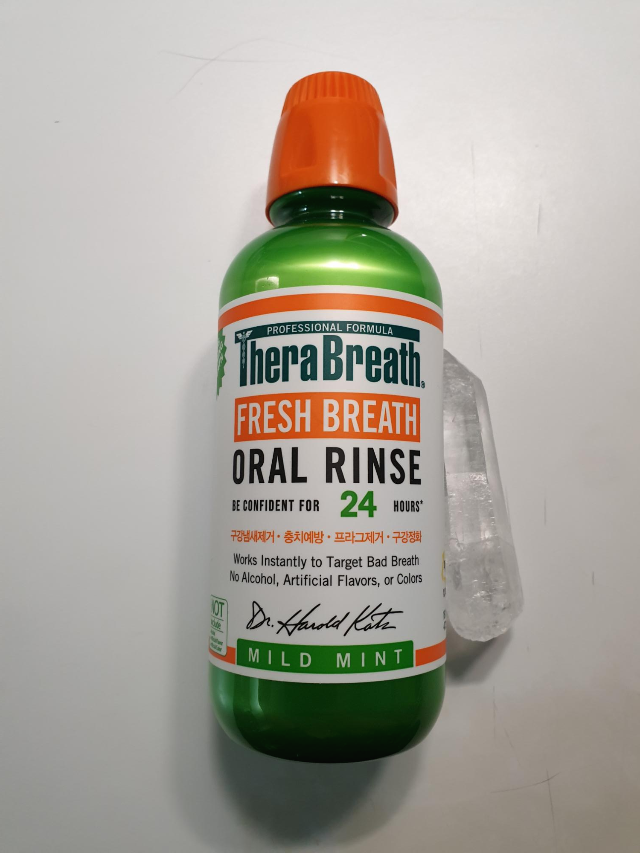 PROFESSIONAL FORMULA
TheraBreath®
FRESH BREATH
ORAL RINSE
BE CONFIDENT FOR 24 HOURS*
구강냄새제거 · 충치예방 · 프라그제거 · 구강정화
Works Instantly to Target Bad Breath
No Alcohol, Artificial Flavors, or Colors
Dr. Harold Katz
NOT
MILD MINT